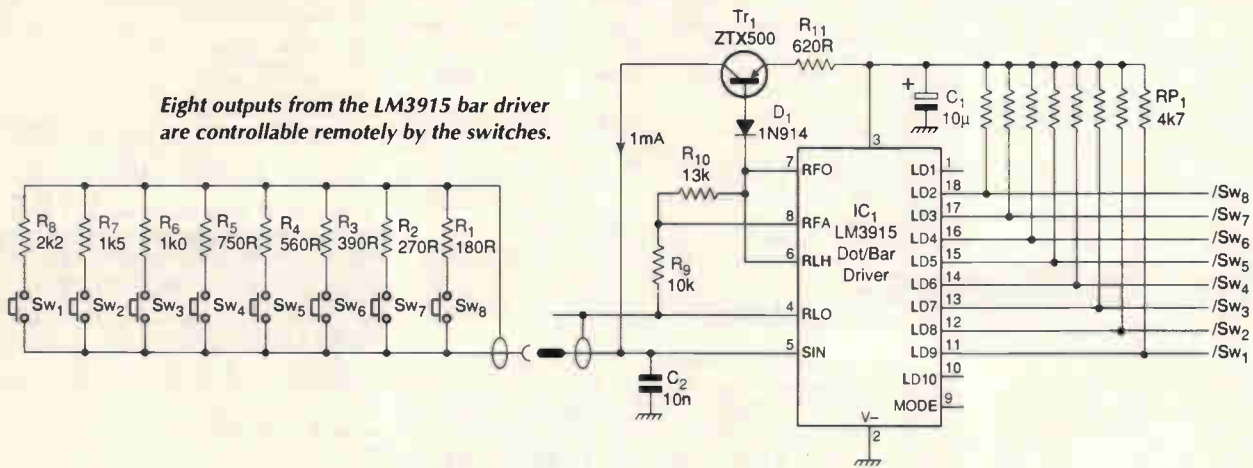 Eight outputs from the LM3915 bar driver
are controllable remotely by the switches.
Tr1
ZTX500
R11
620R
C1
10μ
+
RP1
4k7
D1
1N914
1mA
R10
13k
R9
10k
C2
10n
R8
2k2
R7
1k5
R6
1k0
R5
750R
R4
560R
R3
390R
R2
270R
R1
180R
Sw1
Sw2
Sw3
Sw4
Sw5
Sw6
Sw7
Sw8
3
7 RFO
8 RFA
6 RLH
4 RLO
5 SIN
IC1
LM3915
Dot/Bar
Driver
V–
2
LD1 1
LD2 18 /Sw8
LD3 17 /Sw7
LD4 16 /Sw6
LD5 15 /Sw5
LD6 14 /Sw4
LD7 13 /Sw3
LD8 12 /Sw2
LD9 11 /Sw1
LD10 10
MODE 9